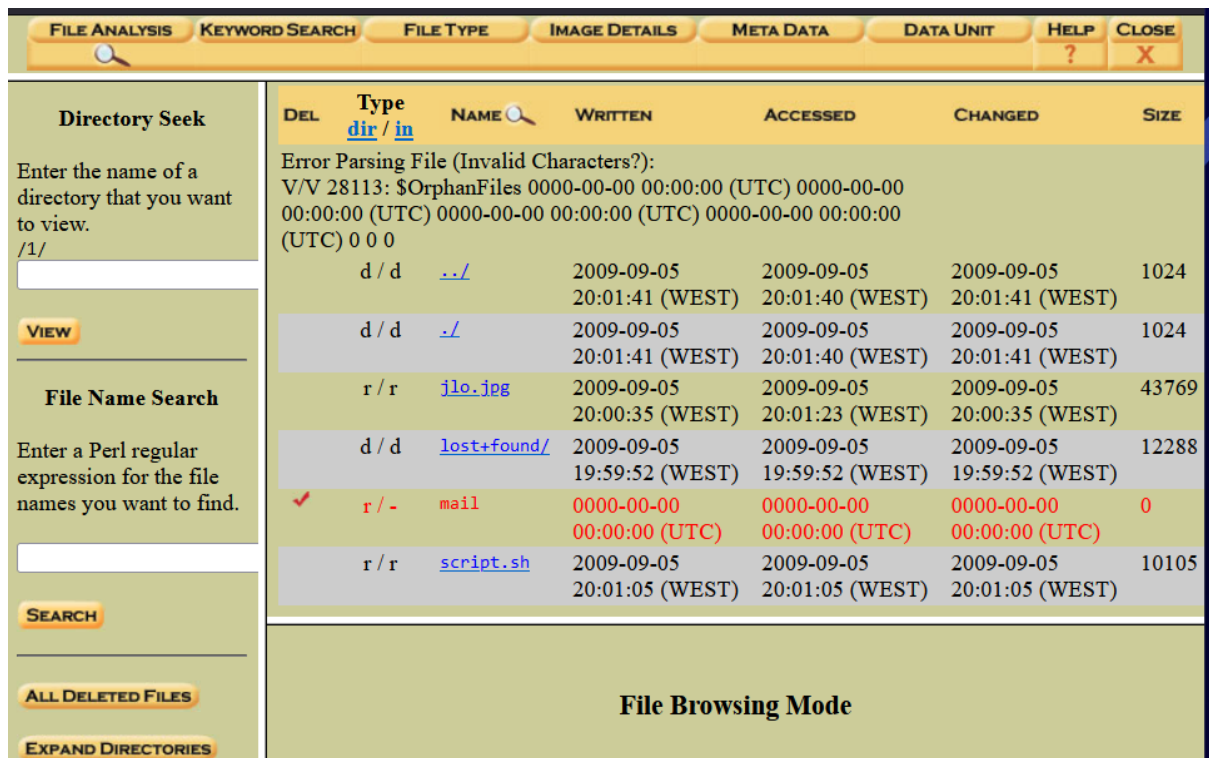 FILE ANALYSIS KEYWORD SEARCH FILE TYPE IMAGE DETAILS META DATA DATA UNIT HELP CLOSE
? X
Directory Seek
Enter the name of a
directory that you want
to view.
/1/
VIEW
File Name Search
Enter a Perl regular
expression for the file
names you want to find.
SEARCH
ALL DELETED FILES
EXPAND DIRECTORIES
DEL Type NAME WRITTEN ACCESSED CHANGED SIZE
dir / in
Error Parsing File (Invalid Characters?):
V/V 28113: $OrphanFiles 0000-00-00 00:00:00 (UTC) 0000-00-00
00:00:00 (UTC) 0000-00-00 00:00:00 (UTC) 0000-00-00 00:00:00
(UTC) 0 0 0
d / d ../ 2009-09-05 2009-09-05 2009-09-05 1024
20:01:41 (WEST) 20:01:40 (WEST) 20:01:41 (WEST)
d / d ./ 2009-09-05 2009-09-05 2009-09-05 1024
20:01:41 (WEST) 20:01:40 (WEST) 20:01:41 (WEST)
r / r jlo.jpg 2009-09-05 2009-09-05 2009-09-05 43769
20:00:35 (WEST) 20:01:23 (WEST) 20:00:35 (WEST)
d / d lost+found/ 2009-09-05 2009-09-05 2009-09-05 12288
19:59:52 (WEST) 19:59:52 (WEST) 19:59:52 (WEST)
r / - mail 0000-00-00 0000-00-00 0000-00-00 0
00:00:00 (UTC) 00:00:00 (UTC) 00:00:00 (UTC)
r / r script.sh 2009-09-05 2009-09-05 2009-09-05 10105
20:01:05 (WEST) 20:01:05 (WEST) 20:01:05 (WEST)
File Browsing Mode